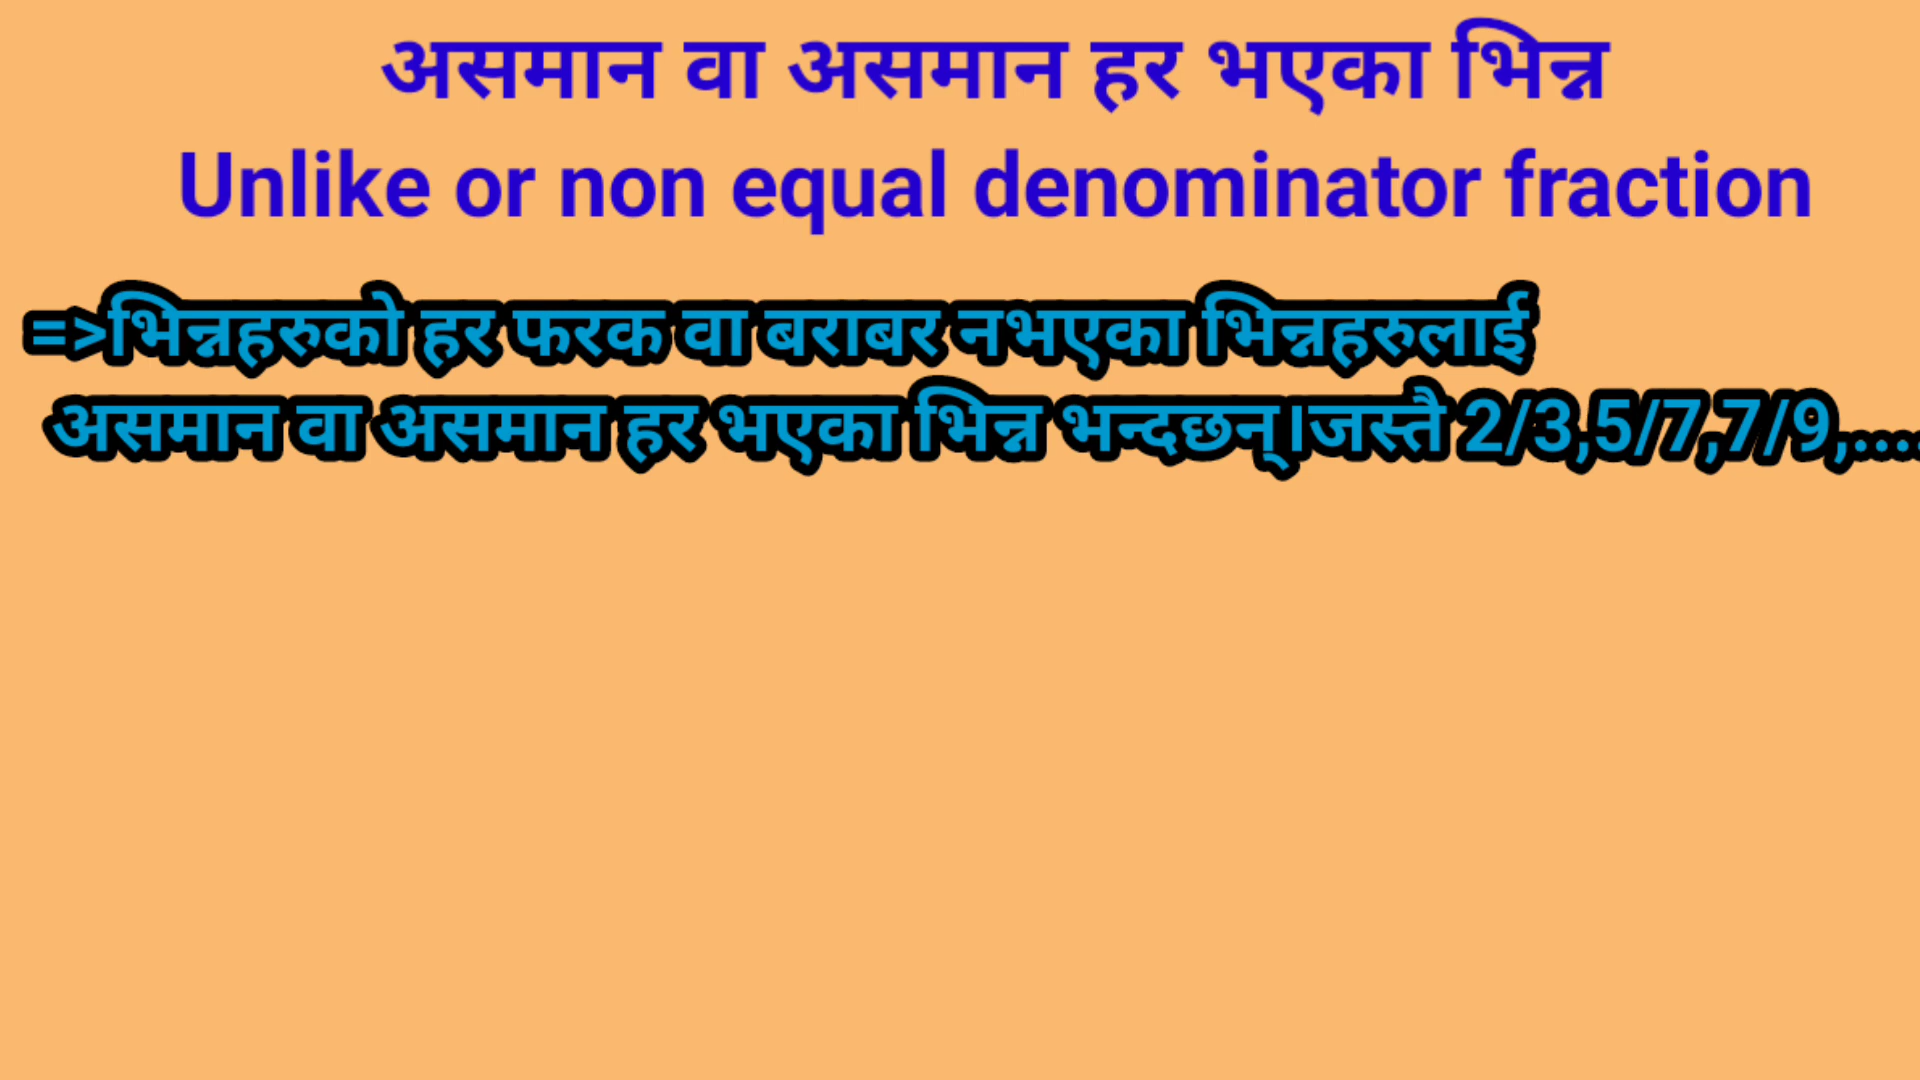 असमान वा असमान हर भएका भिन्न
Unlike or non equal denominator fraction
=>भिन्नहरुको हर फरक वा बराबर नभएका भिन्नहरुलाई
असमान वा असमान हर भएका भिन्न भन्दछन्।जस्तै 2/3,5/7,7/9,....